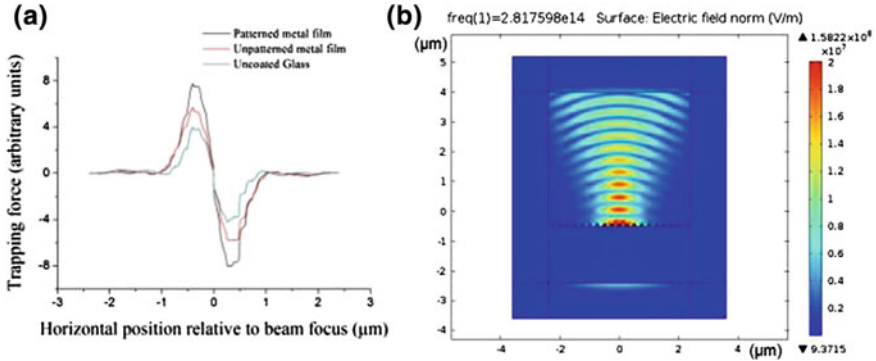 (a)
Patterned metal film
Unpatterned metal film
Uncoated Glass
Trapping force (arbitrary units)
8
4
0
-4
-8
-3 -2 -1 0 1 2 3
Horizontal position relative to beam focus (μm)
(b)
freq(1)=2.817598e14 Surface: Electric field norm (V/m)
(μm)
5
4
3
2
1
0
-1
-2
-3
-4
-4 -2 0 2 4
(μm)
▲ 1.5822×10⁸
×10⁷
2
1.8
1.6
1.4
1.2
1
0.8
0.6
0.4
0.2
▼ 9.3715